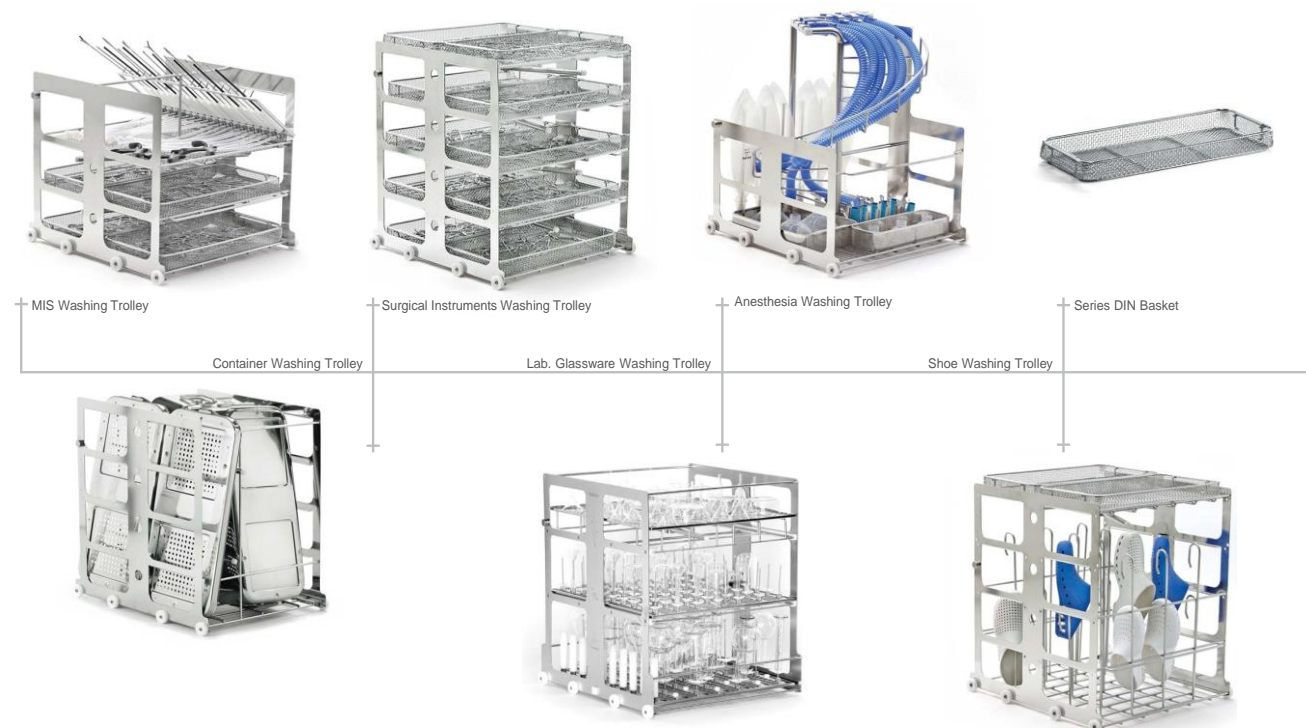 MIS Washing Trolley
Surgical Instruments Washing Trolley
Anesthesia Washing Trolley
Series DIN Basket
Container Washing Trolley
Lab. Glassware Washing Trolley
Shoe Washing Trolley